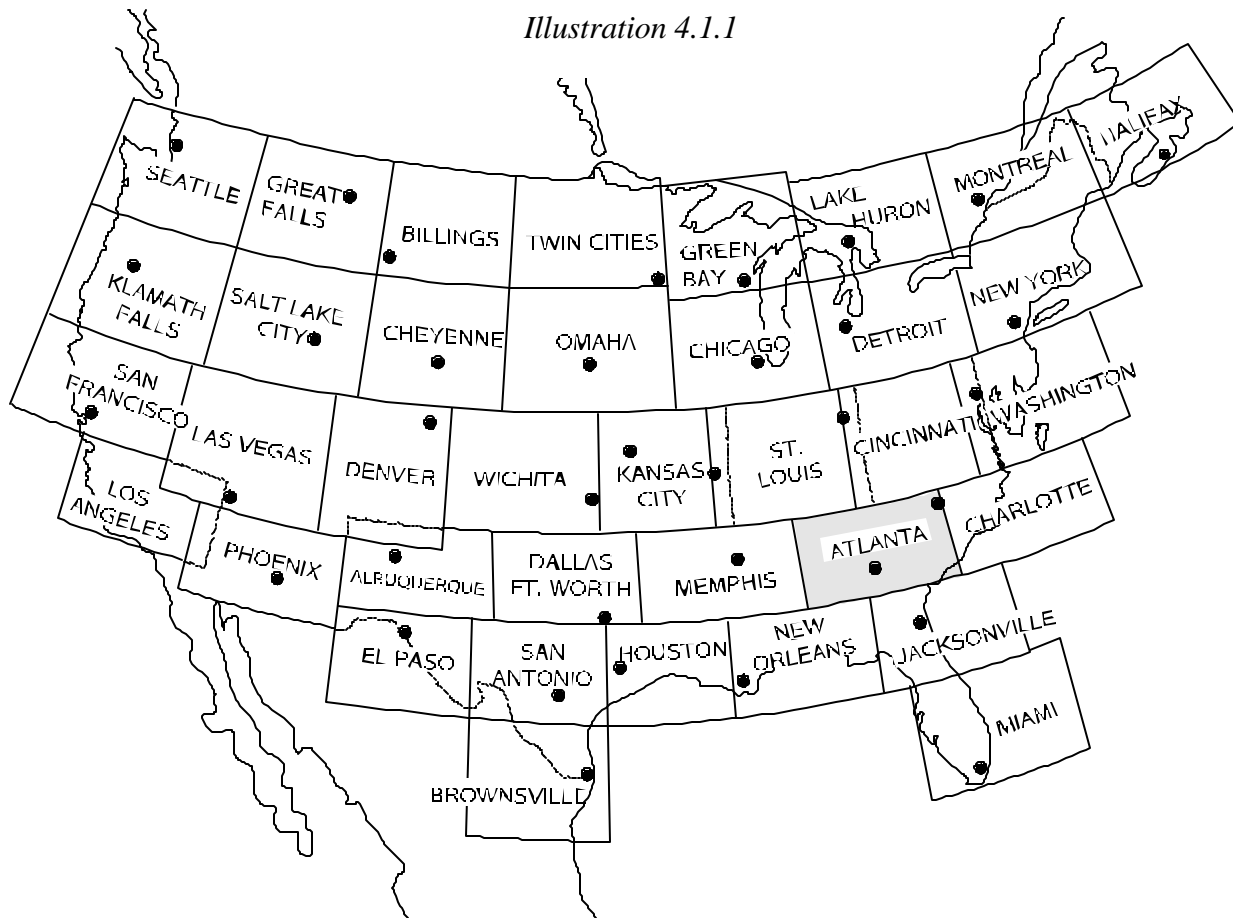 Illustration 4.1.1
HALIFAX
MONTREAL
LAKE
HURON
SEATTLE
GREAT
FALLS
BILLINGS
TWIN CITIES
GREEN
BAY
NEW YORK
KLAMATH
FALLS
SALT LAKE
CITY
CHEYENNE
OMAHA
CHICAGO
DETROIT
SAN
FRANCISCO
LAS VEGAS
DENVER
WICHITA
KANSAS
CITY
ST.
LOUIS
CINCINNATI
WASHINGTON
LOS
ANGELES
PHOENIX
ALBUQUERQUE
DALLAS
FT. WORTH
MEMPHIS
ATLANTA
CHARLOTTE
EL PASO
SAN
ANTONIO
HOUSTON
NEW
ORLEANS
JACKSONVILLE
MIAMI
BROWNSVILLE